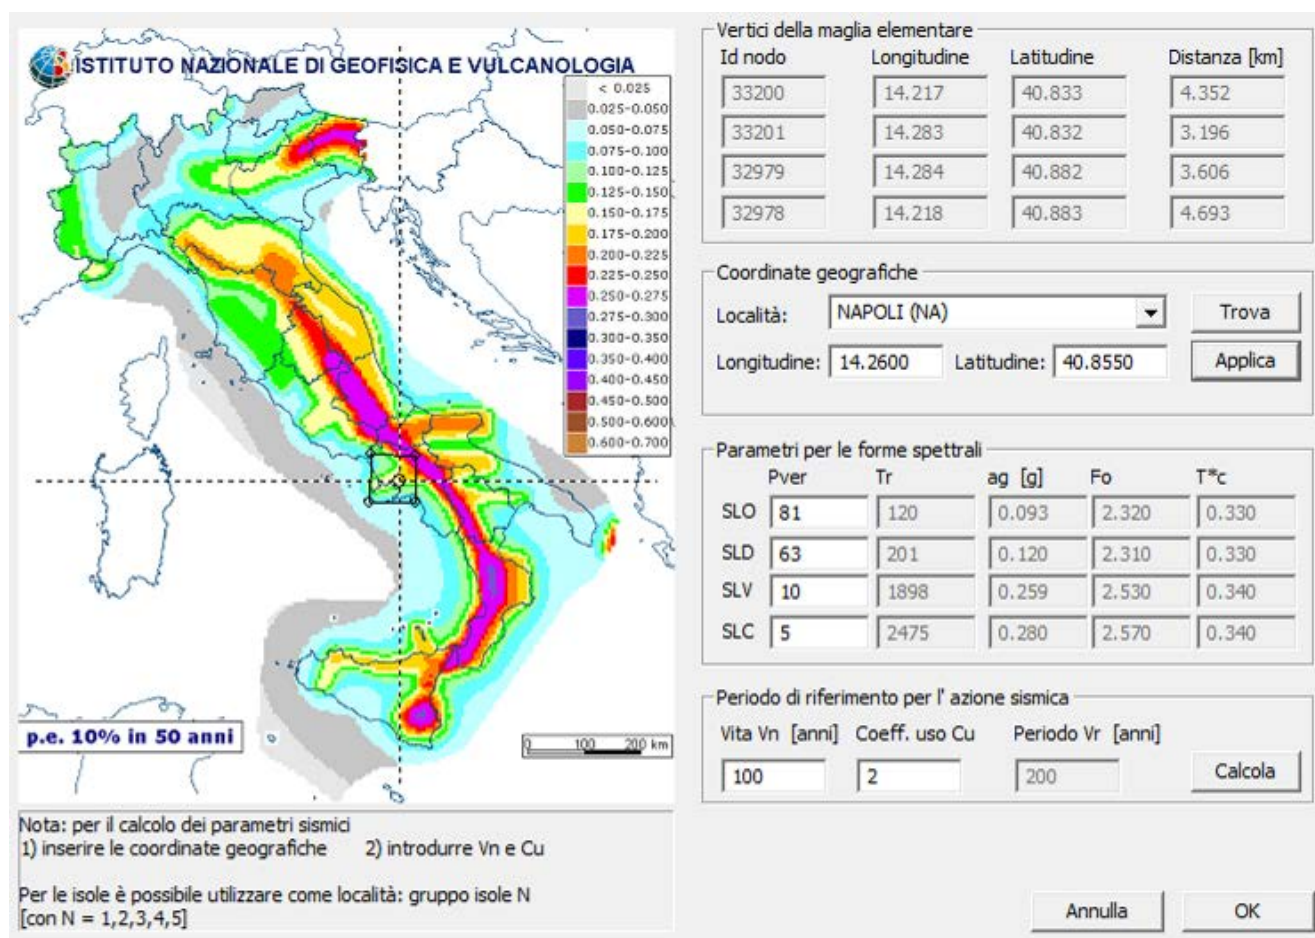 ISTITUTO NAZIONALE DI GEOFISICA E VULCANOLOGIA
< 0.025
0.025-0.050
0.050-0.075
0.075-0.100
0.100-0.125
0.125-0.150
0.150-0.175
0.175-0.200
0.200-0.225
0.225-0.250
0.250-0.275
0.275-0.300
0.300-0.350
0.350-0.400
0.400-0.450
0.450-0.500
0.500-0.600
0.600-0.700
p.e. 10% in 50 anni
0 100 200 km
Nota: per il calcolo dei parametri sismici
1) inserire le coordinate geografiche 2) introdurre Vn e Cu
Per le isole è possibile utilizzare come località: gruppo isole N
[con N = 1,2,3,4,5]
Vertici della maglia elementare
Id nodo Longitudine Latitudine Distanza [km]
33200 14.217 40.833 4.352
33201 14.283 40.832 3.196
32979 14.284 40.882 3.606
32978 14.218 40.883 4.693
Coordinate geografiche
Località: NAPOLI (NA) Trova
Longitudine: 14.2600 Latitudine: 40.8550 Applica
Parametri per le forme spettrali
Pver Tr ag [g] Fo T*c
SLO 81 120 0.093 2.320 0.330
SLD 63 201 0.120 2.310 0.330
SLV 10 1898 0.259 2.530 0.340
SLC 5 2475 0.280 2.570 0.340
Periodo di riferimento per l' azione sismica
Vita Vn [anni] Coeff. uso Cu Periodo Vr [anni]
100 2 200 Calcola
Annulla OK